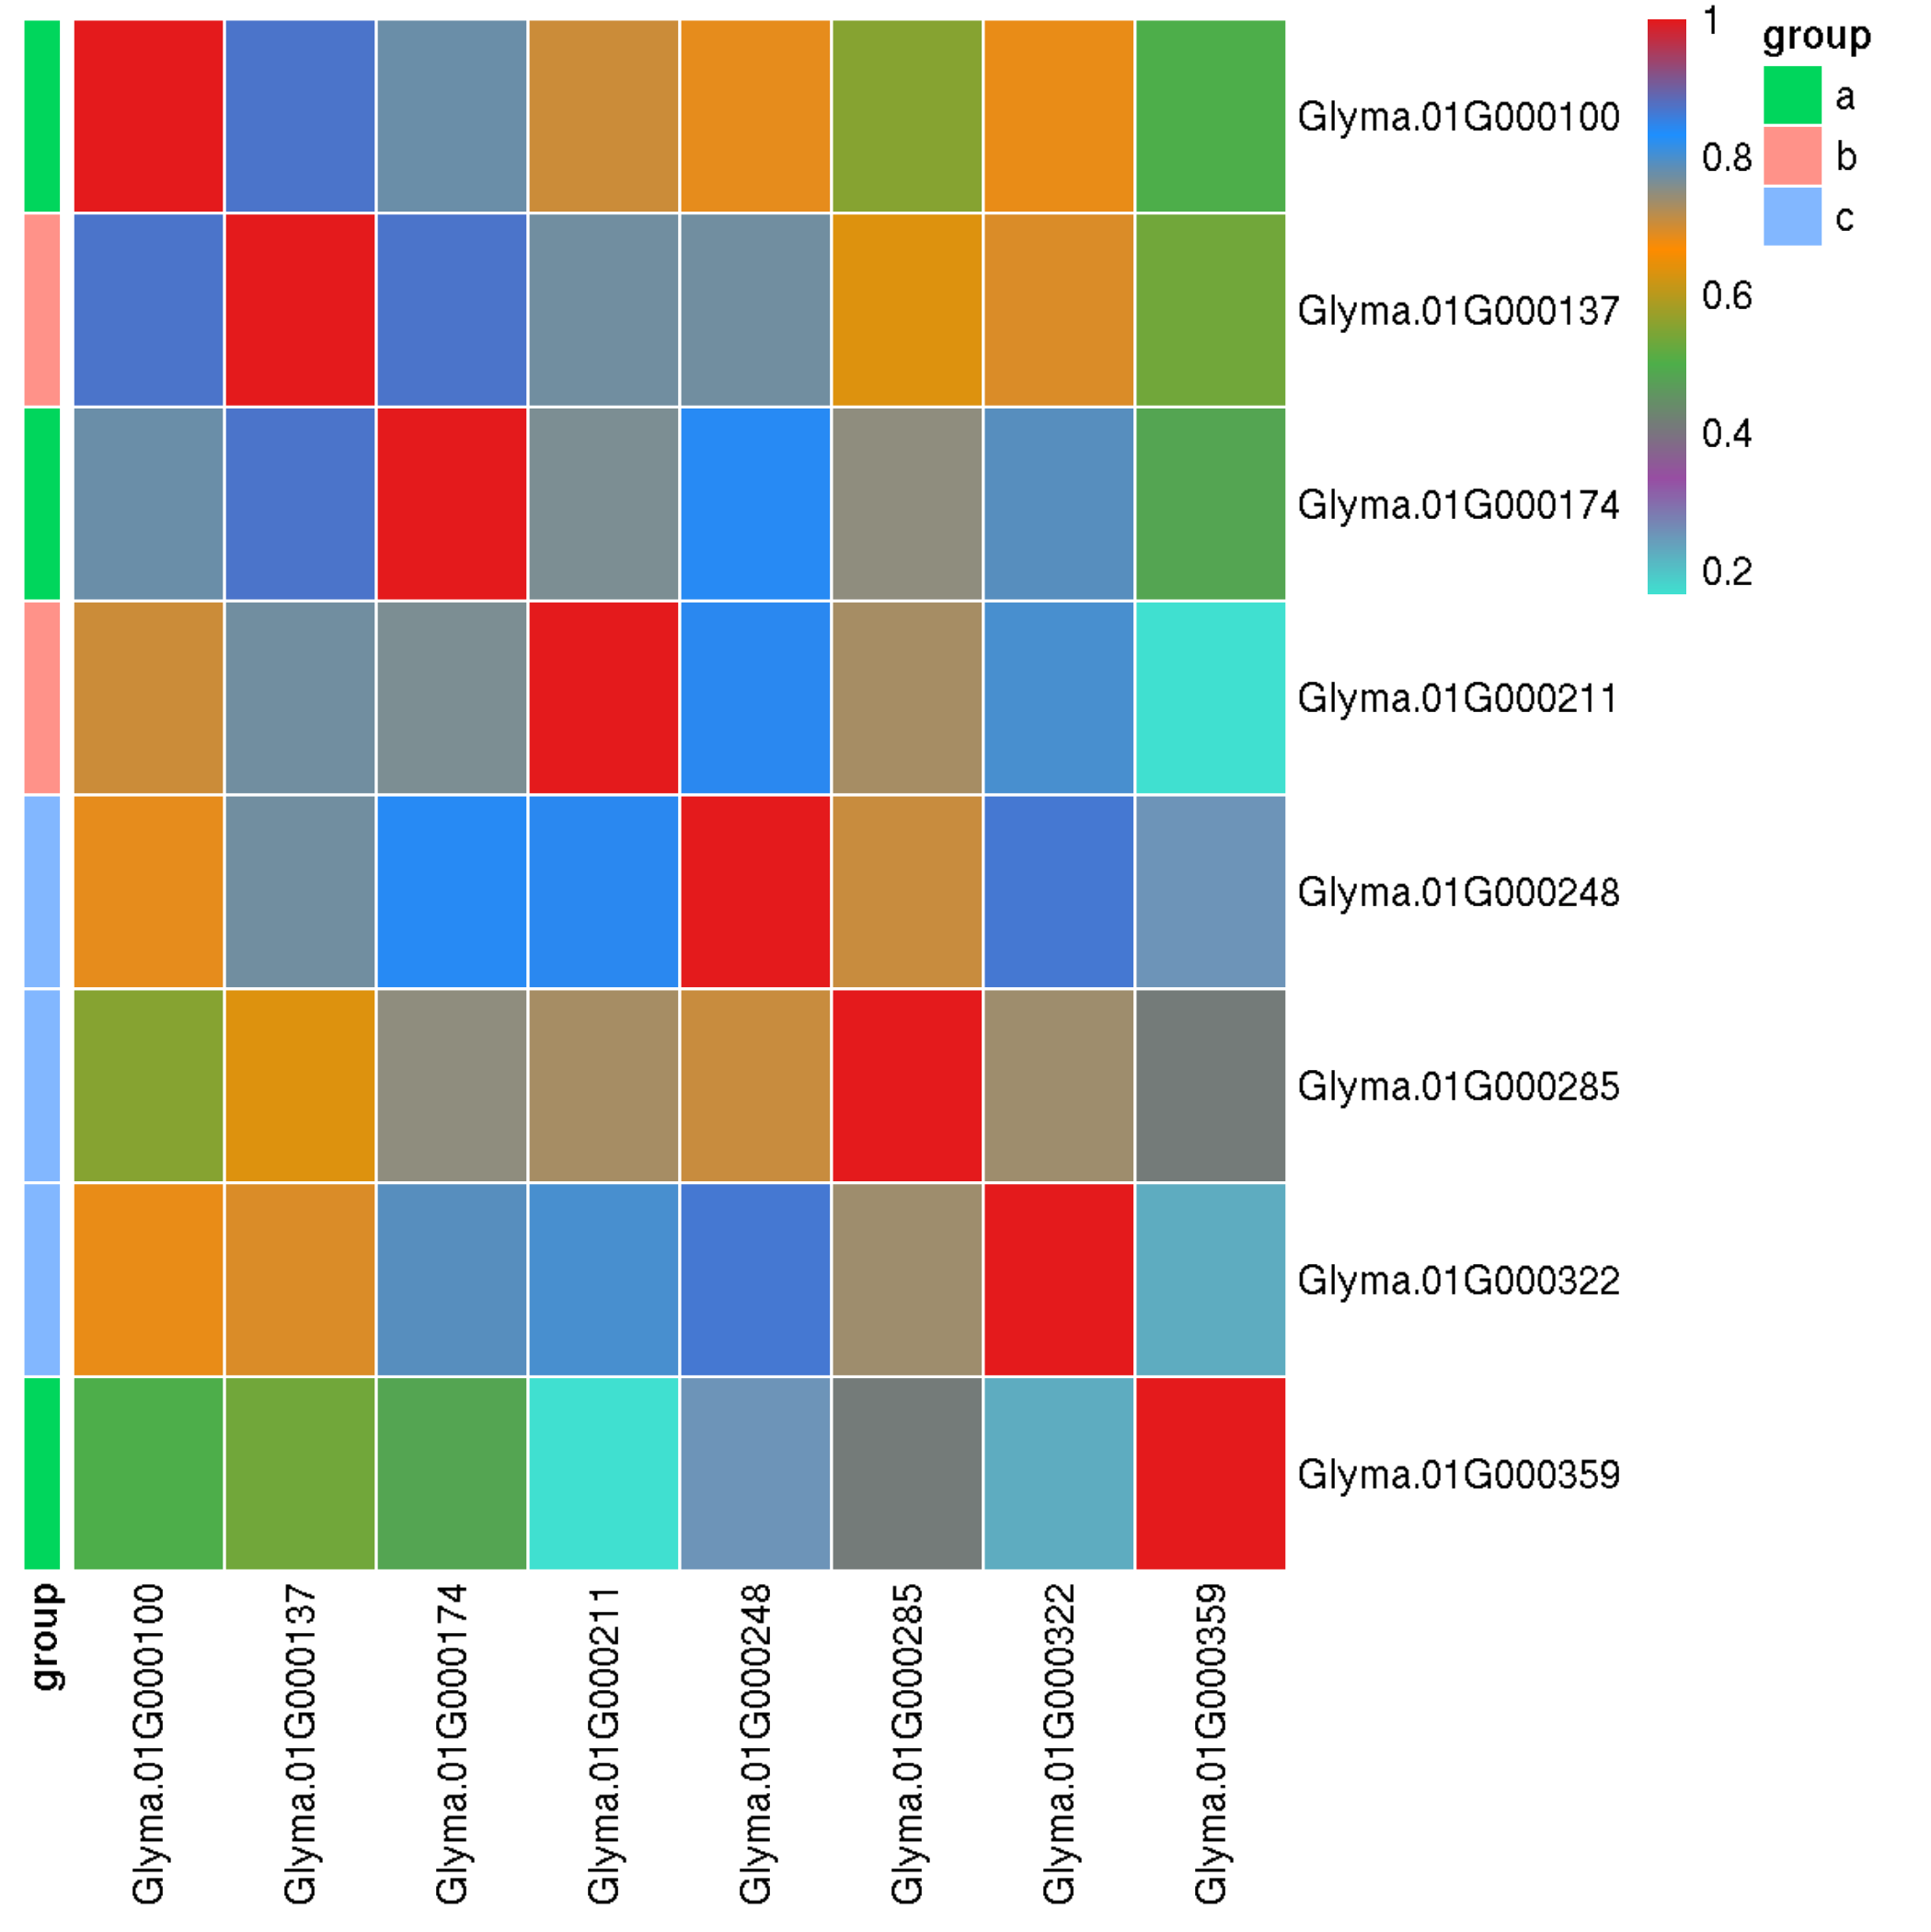 1
0.8
0.6
0.4
0.2
group
a
b
c
Glyma.01G000100
Glyma.01G000137
Glyma.01G000174
Glyma.01G000211
Glyma.01G000248
Glyma.01G000285
Glyma.01G000322
Glyma.01G000359
group
Glyma.01G000100
Glyma.01G000137
Glyma.01G000174
Glyma.01G000211
Glyma.01G000248
Glyma.01G000285
Glyma.01G000322
Glyma.01G000359